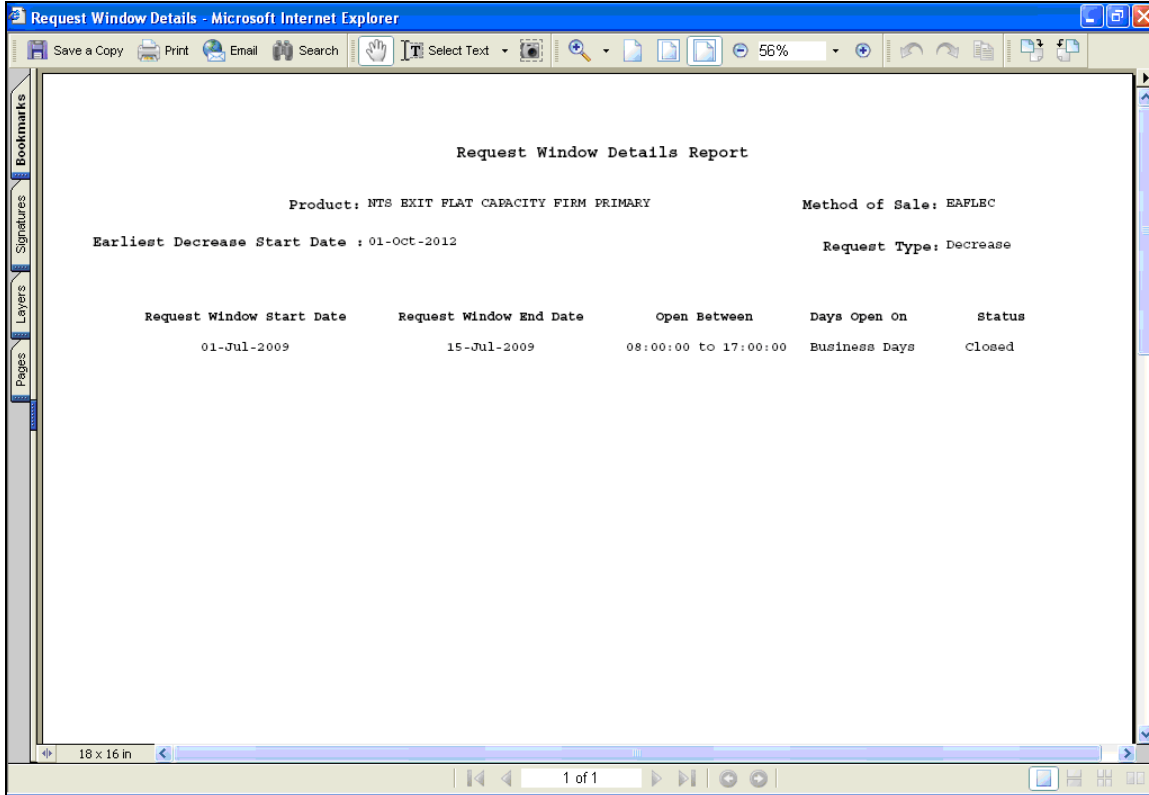 Request Window Details - Microsoft Internet Explorer
Save a Copy Print Email Search Select Text 56%
Bookmarks
Signatures
Layers
Pages
Request Window Details Report
Product: NTS EXIT FLAT CAPACITY FIRM PRIMARY Method of Sale: EAFLEC
Earliest Decrease Start Date : 01-Oct-2012 Request Type: Decrease
Request Window Start Date Request Window End Date Open Between Days Open On Status
01-Jul-2009 15-Jul-2009 08:00:00 to 17:00:00 Business Days Closed
18 x 16 in
1 of 1